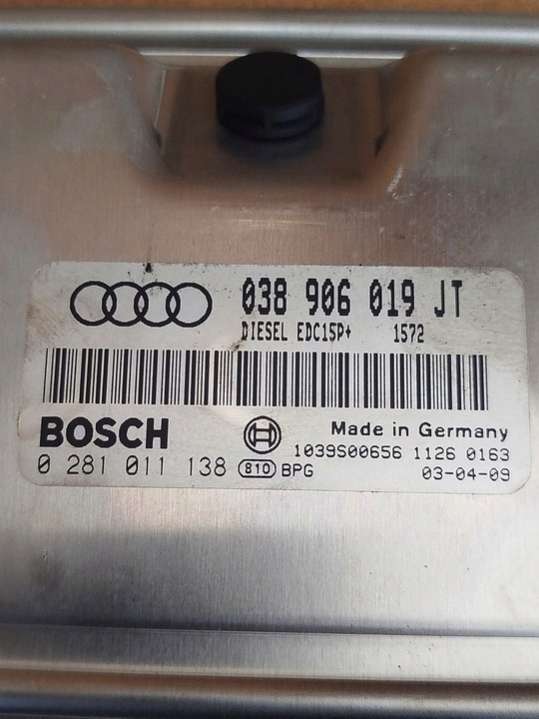 038 906 019 JT
DIESEL EDC15P+ 1572
BOSCH
Made in Germany
0 281 011 138 810 BPG 1039S00656 1126 0163
03-04-09